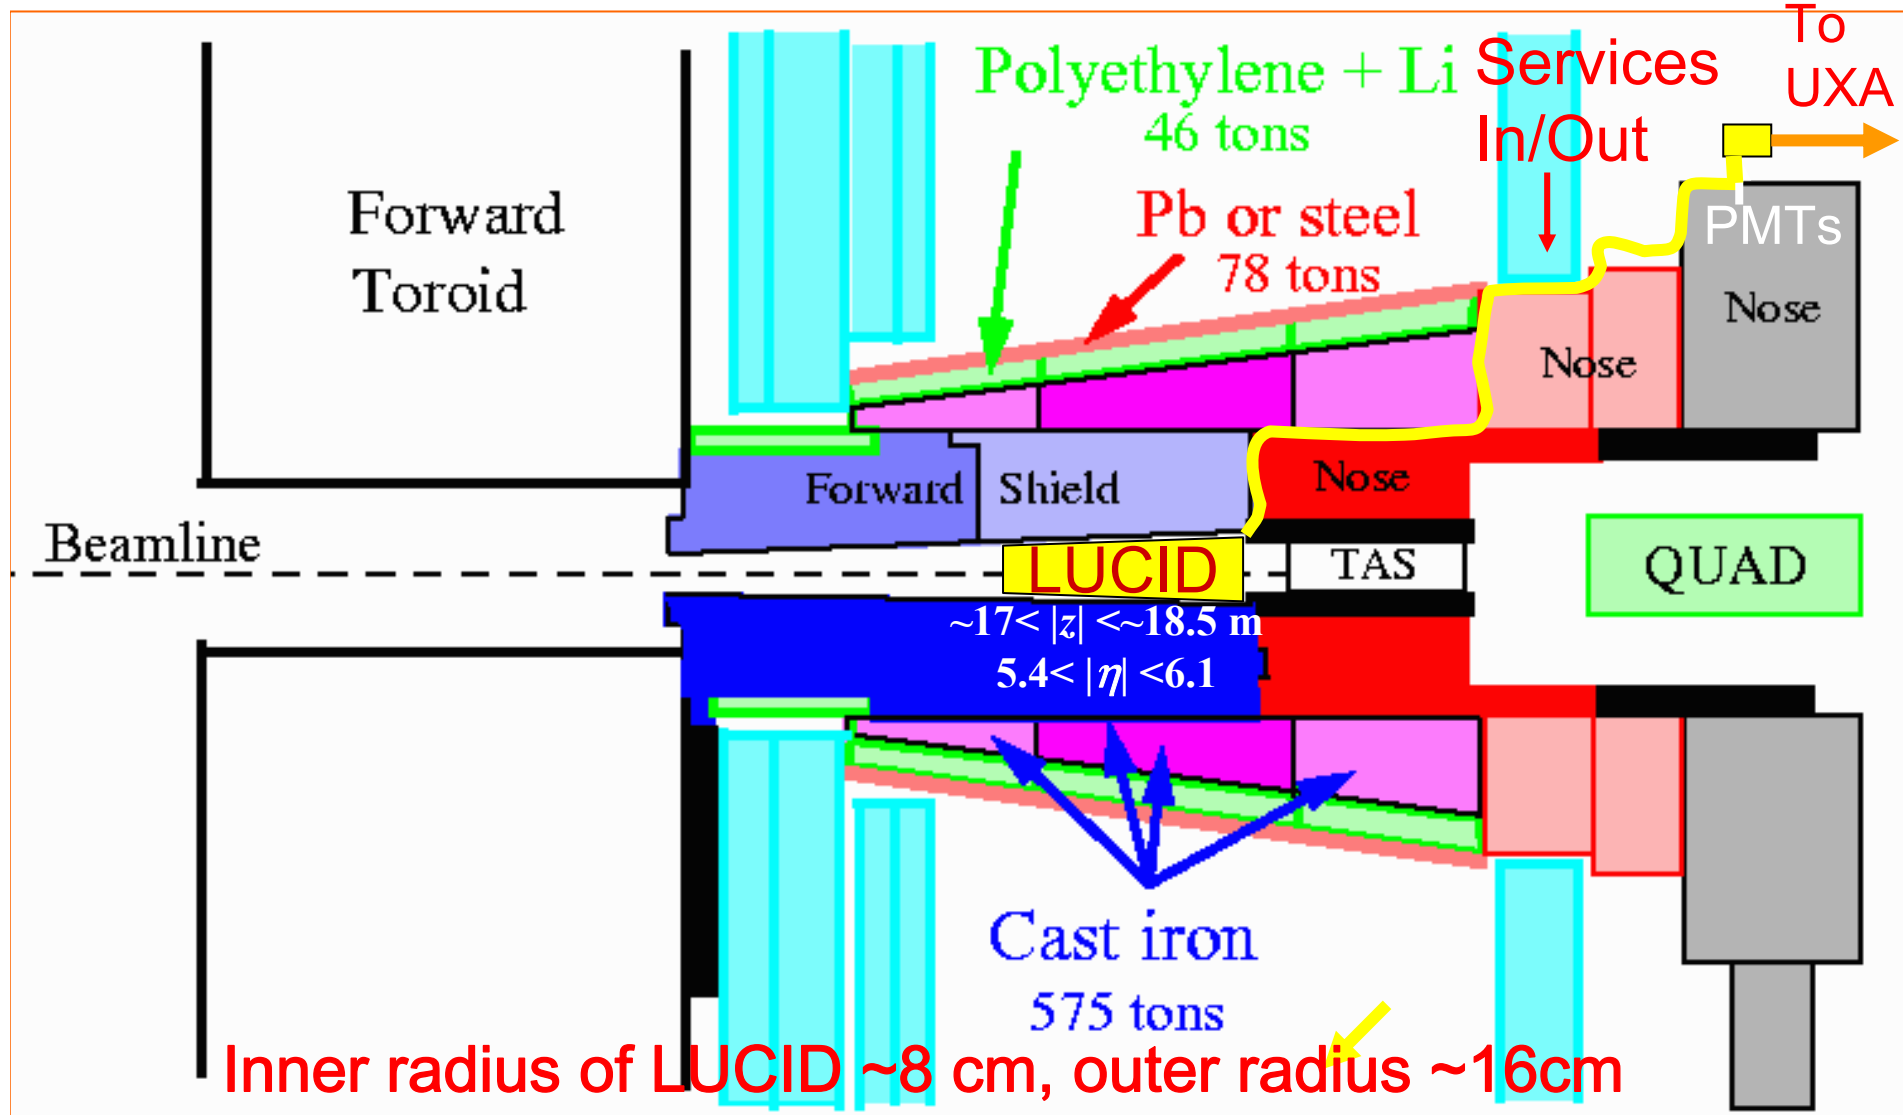 To
UXA
Services
In/Out
Polyethylene + Li
46 tons
Pb or steel
78 tons
PMTs
Forward
Toroid
Nose
Nose
Forward
Shield
Nose
Beamline
LUCID
TAS
QUAD
~17< |z| <~18.5 m
5.4< |η| <6.1
Cast iron
575 tons
Inner radius of LUCID ~8 cm, outer radius ~16cm